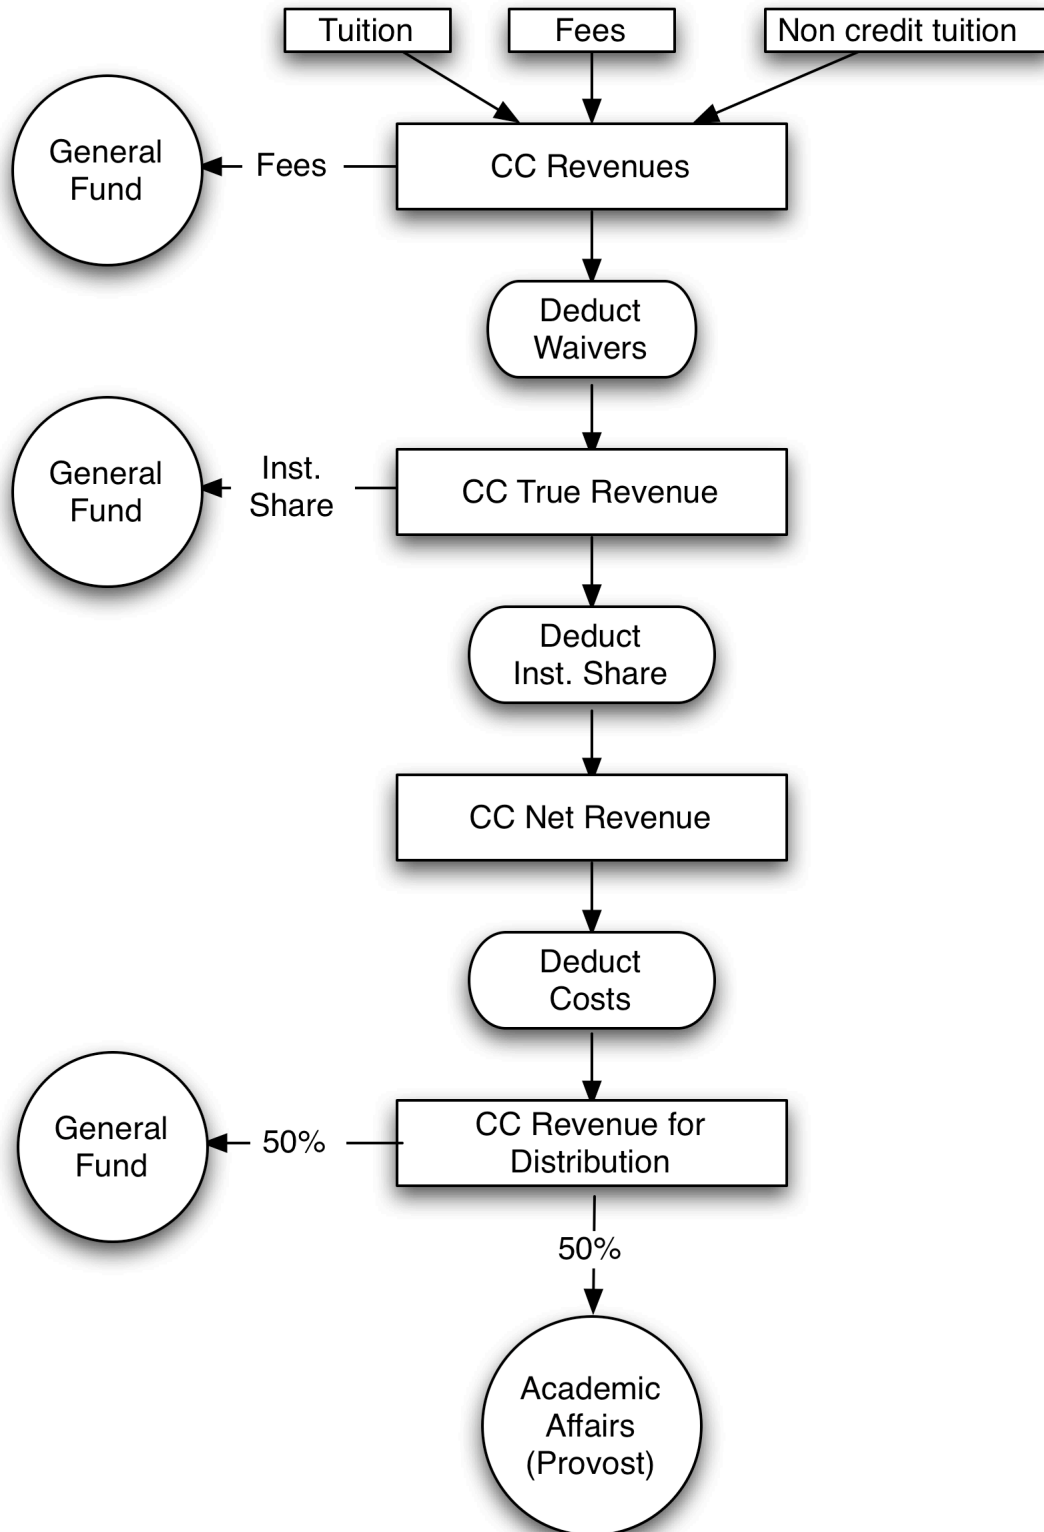 Tuition
Fees
Non credit tuition
General
Fund
Fees
CC Revenues
Deduct
Waivers
General
Fund
Inst.
Share
CC True Revenue
Deduct
Inst. Share
CC Net Revenue
Deduct
Costs
General
Fund
50%
CC Revenue for
Distribution
50%
Academic
Affairs
(Provost)